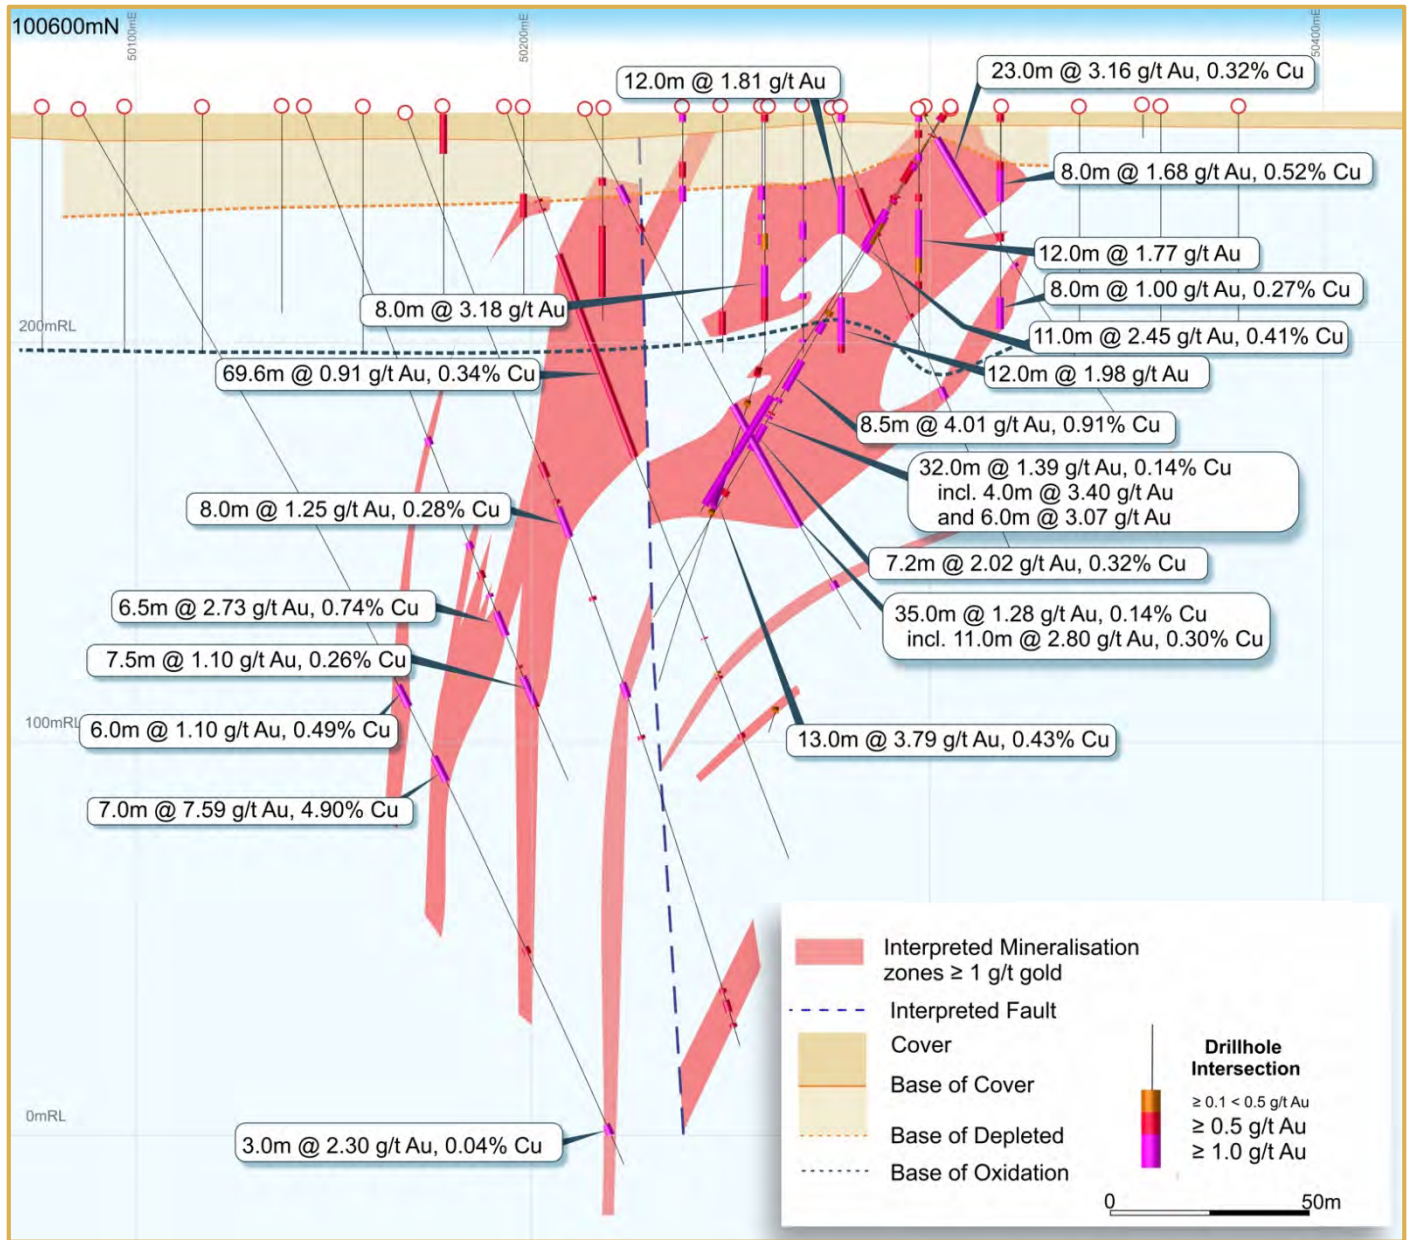 100600mN
50100mE
50200mE
50400mE
12.0m @ 1.81 g/t Au
23.0m @ 3.16 g/t Au, 0.32% Cu
8.0m @ 1.68 g/t Au, 0.52% Cu
12.0m @ 1.77 g/t Au
8.0m @ 1.00 g/t Au, 0.27% Cu
8.0m @ 3.18 g/t Au
200mRL
11.0m @ 2.45 g/t Au, 0.41% Cu
69.6m @ 0.91 g/t Au, 0.34% Cu
12.0m @ 1.98 g/t Au
8.5m @ 4.01 g/t Au, 0.91% Cu
32.0m @ 1.39 g/t Au, 0.14% Cu
incl. 4.0m @ 3.40 g/t Au
and 6.0m @ 3.07 g/t Au
8.0m @ 1.25 g/t Au, 0.28% Cu
7.2m @ 2.02 g/t Au, 0.32% Cu
6.5m @ 2.73 g/t Au, 0.74% Cu
35.0m @ 1.28 g/t Au, 0.14% Cu
incl. 11.0m @ 2.80 g/t Au, 0.30% Cu
7.5m @ 1.10 g/t Au, 0.26% Cu
100mRL
6.0m @ 1.10 g/t Au, 0.49% Cu
13.0m @ 3.79 g/t Au, 0.43% Cu
7.0m @ 7.59 g/t Au, 4.90% Cu
0mRL
3.0m @ 2.30 g/t Au, 0.04% Cu
Interpreted Mineralisation
zones ≥ 1 g/t gold
Interpreted Fault
Cover
Base of Cover
Base of Depleted
Base of Oxidation
Drillhole
Intersection
≥ 0.1 < 0.5 g/t Au
≥ 0.5 g/t Au
≥ 1.0 g/t Au
0 50m